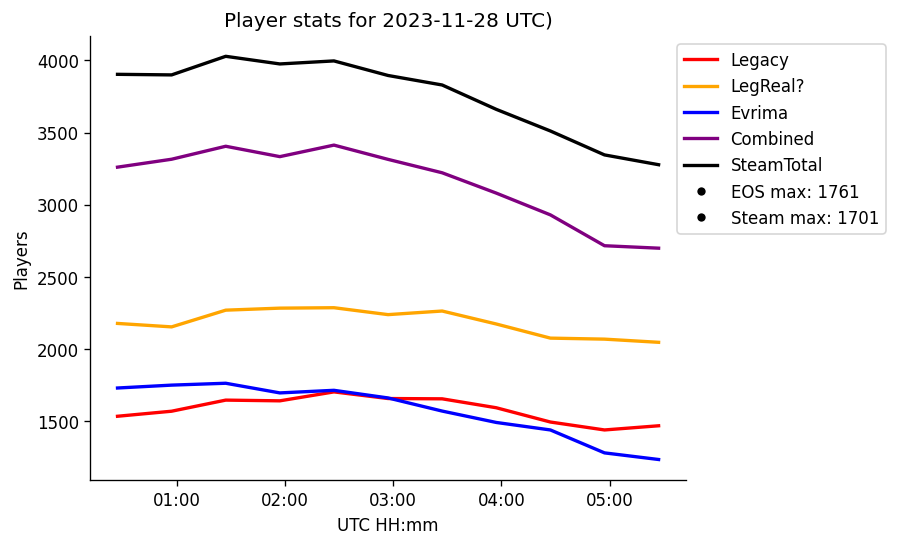 Player stats for 2023-11-28 UTC)
Players
4000
3500
3000
2500
2000
1500
01:00 02:00 03:00 04:00 05:00
UTC HH:mm
Legacy
LegReal?
Evrima
Combined
SteamTotal
EOS max: 1761
Steam max: 1701